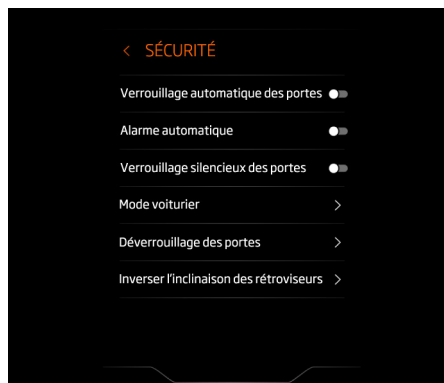 SÉCURITÉ
Verrouillage automatique des portes
Alarme automatique
Verrouillage silencieux des portes
Mode voiturier
Déverrouillage des portes
Inverser l'inclinaison des rétroviseurs